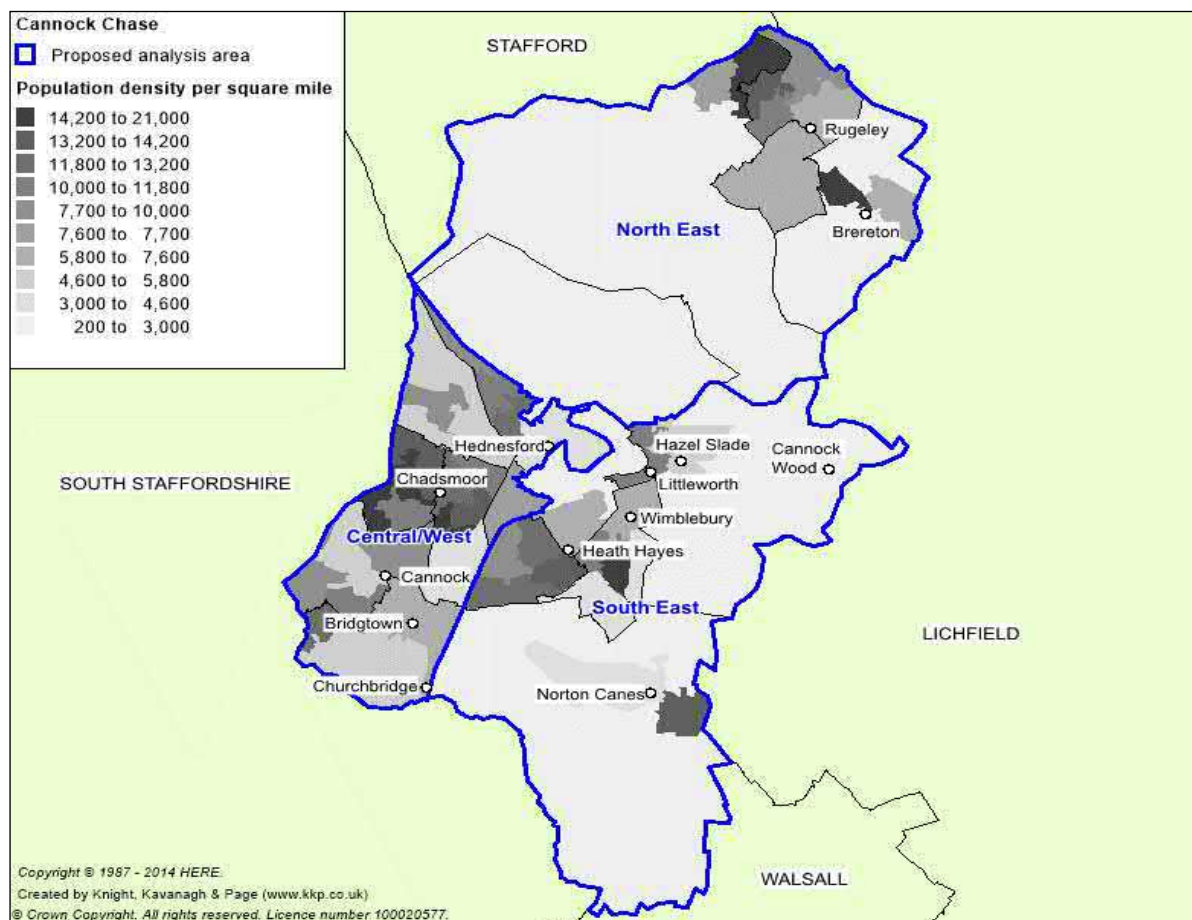 Cannock Chase
Proposed analysis area
Population density per square mile
14,200 to 21,000
13,200 to 14,200
11,800 to 13,200
10,000 to 11,800
7,700 to 10,000
7,600 to 7,700
5,800 to 7,600
4,600 to 5,800
3,000 to 4,600
200 to 3,000
STAFFORD
Rugeley
North East
Brereton
Hednesford
Hazel Slade
Cannock
Wood
SOUTH STAFFORDSHIRE
Chadsmoor
Littleworth
Wimblebury
Central/West
Heath Hayes
Cannock
South East
Bridgtown
LICHFIELD
Churchbridge
Norton Canes
WALSALL
Copyright © 1987 - 2014 HERE.
Created by Knight, Kavanagh & Page (www.kkp.co.uk)
© Crown Copyright. All rights reserved. Licence number 100020577.